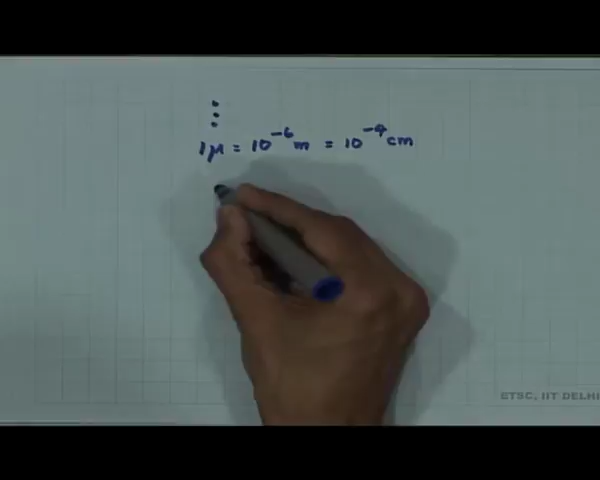 1μ = 10⁻⁶ m = 10⁻⁴ cm
ETSC, IIT DELHI